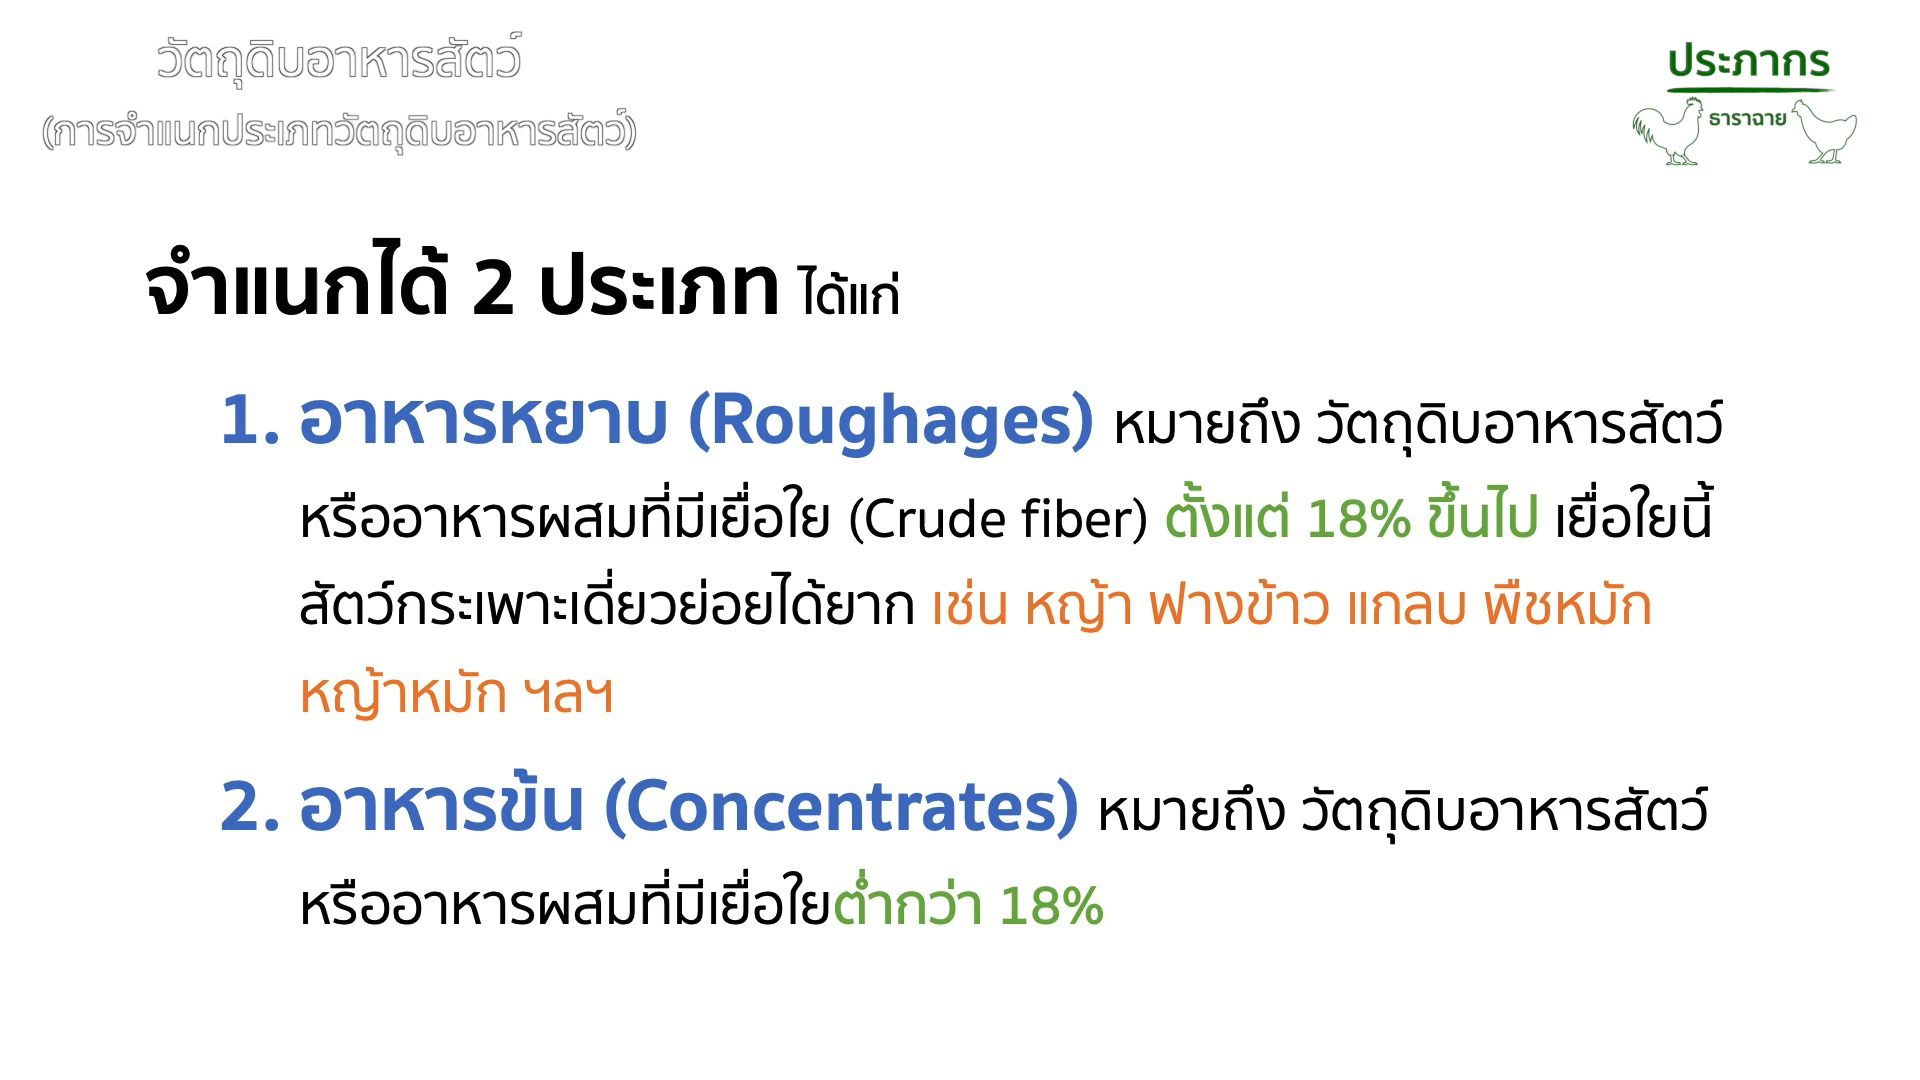 วัตถุดิบอาหารสัตว์
(การจำแนกประเภทวัตถุดิบอาหารสัตว์)
ประภากร
ธาราฉาย
จำแนกได้ 2 ประเภท ได้แก่
1. อาหารหยาบ (Roughages) หมายถึง วัตถุดิบอาหารสัตว์
หรืออาหารผสมที่มีเยื่อใย (Crude fiber) ตั้งแต่ 18% ขึ้นไป เยื่อใยนี้
สัตว์กระเพาะเดี่ยวย่อยได้ยาก เช่น หญ้า ฟางข้าว แกลบ พืชหมัก
หญ้าหมัก ฯลฯ
2. อาหารข้น (Concentrates) หมายถึง วัตถุดิบอาหารสัตว์
หรืออาหารผสมที่มีเยื่อใยต่ำกว่า 18%